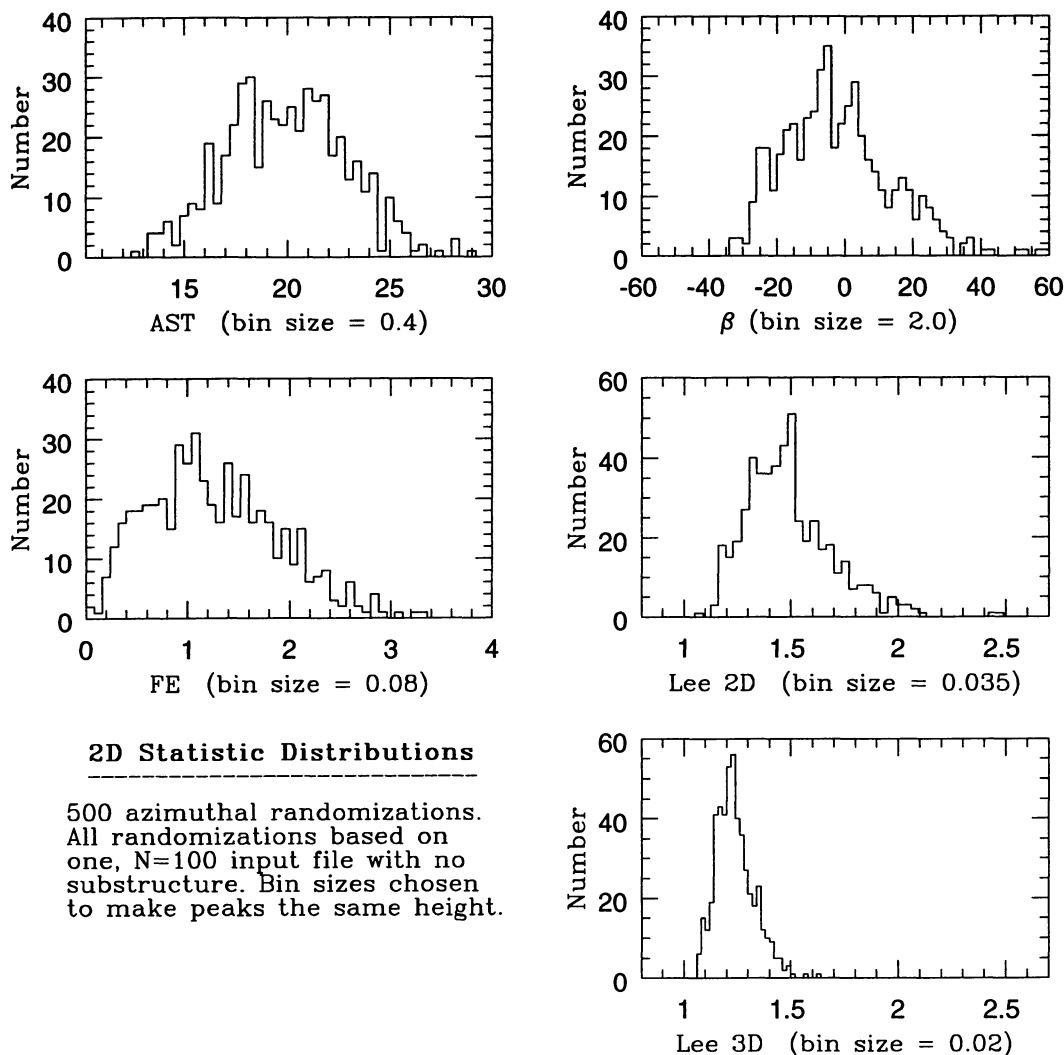 40
30
20
10
0
Number
15
20
25
30
AST (bin size = 0.4)
40
30
20
10
0
Number
-60
-40
-20
0
20
40
60
β (bin size = 2.0)
40
30
20
10
0
Number
0
1
2
3
4
FE (bin size = 0.08)
60
40
20
0
Number
1
1.5
2
2.5
Lee 2D (bin size = 0.035)
2D Statistic Distributions
500 azimuthal randomizations.
All randomizations based on
one, N=100 input file with no
substructure. Bin sizes chosen
to make peaks the same height.
60
40
20
0
Number
1
1.5
2
2.5
Lee 3D (bin size = 0.02)